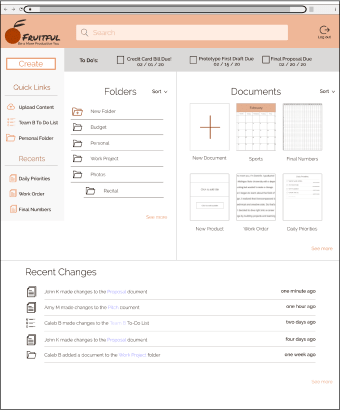 FRUITFUL
Be a More Productive You
Search
Log out
Create
To Do's:
Credit Card Bill Due!
02 / 01 / 20
Prototype First Draft Due
02 / 15 / 20
Final Proposal Due
02 / 20 / 20
Quick Links
Upload Content
Team B To Do List
Personal Folder
Recents
Daily Priorities
Work Order
Final Numbers
Folders
Sort
New Folder
Budget
Personal
Work Project
Photos
Recital
See more
Documents
Sort
New Document
Sports
Final Numbers
New Product
Work Order
Daily Priorities
See more
Recent Changes
John K made changes to the Proposal document
one minute ago
Amy M made changes to the Pitch document
one hour ago
Caleb B made changes to the Team B To-Do List
two days ago
John K made changes to the Proposal document
four days ago
Caleb B added a document to the Work Project folder
one week ago
See more